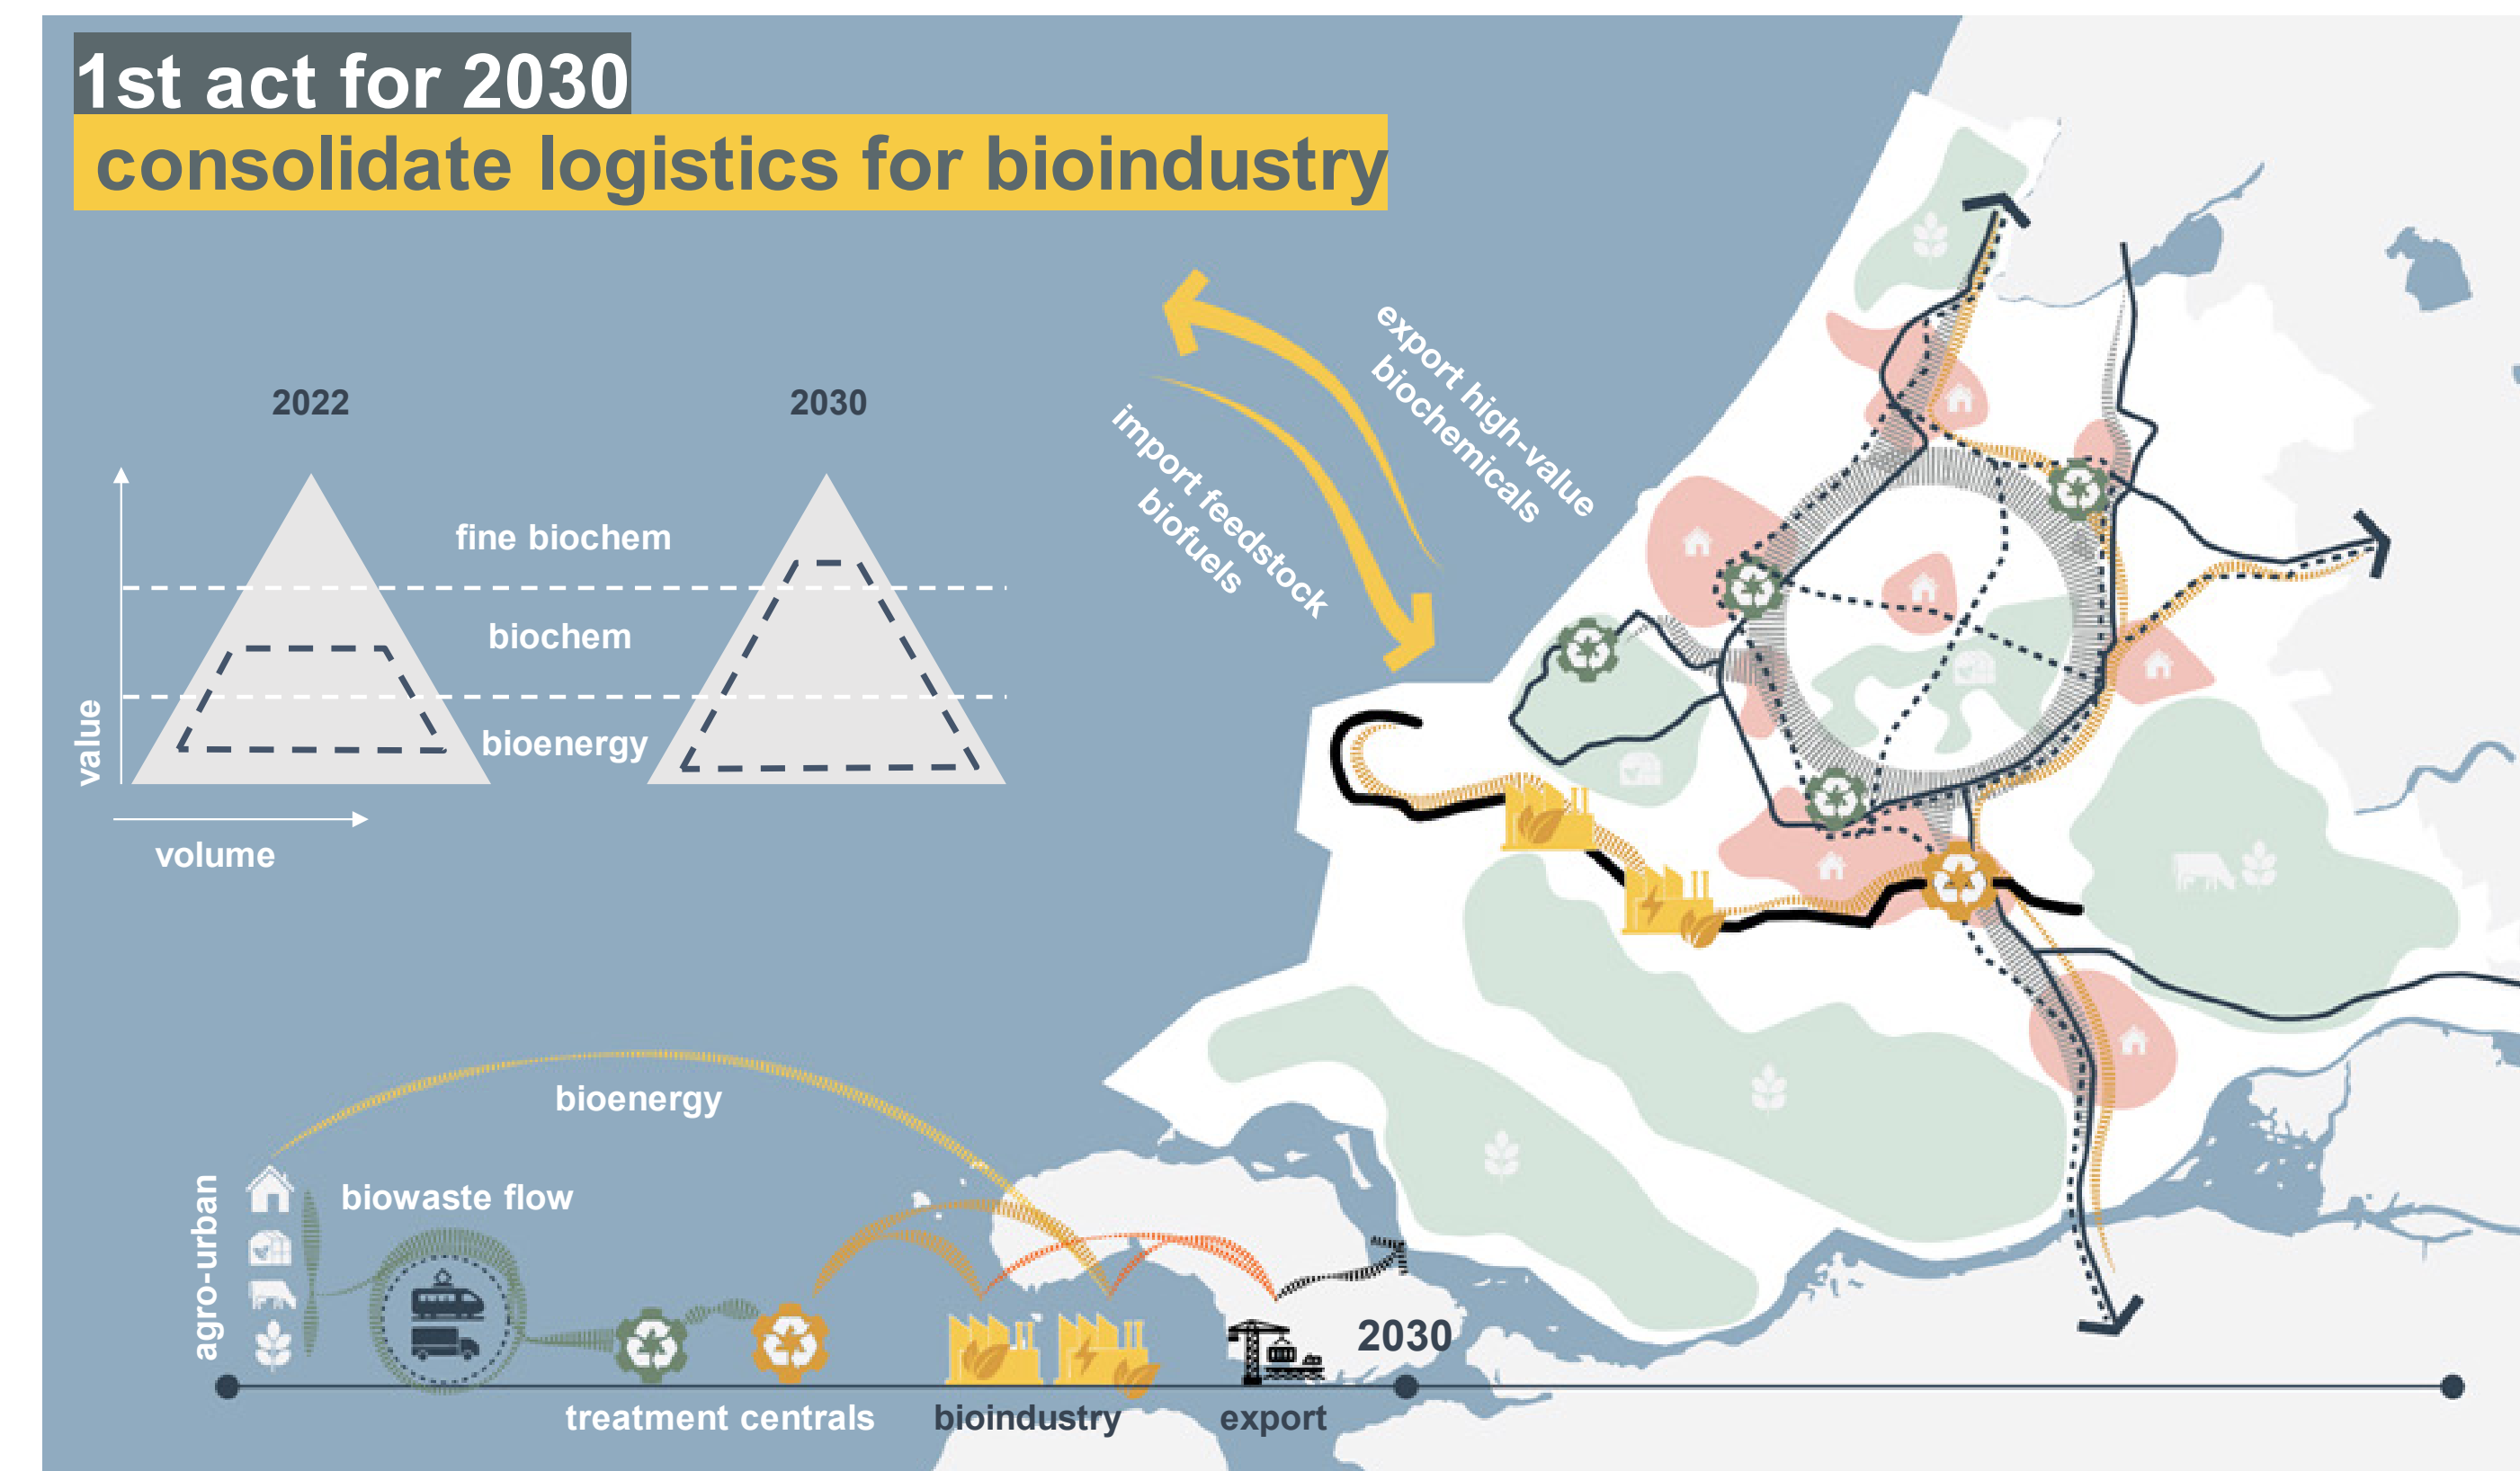 1st act for 2030
consolidate logistics for bioindustry
2022
2030
fine biochem
biochem
bioenergy
value
volume
export high-value
biochemicals
import feedstock
biofuels
bioenergy
agro-urban
biowaste flow
2030
treatment centrals
bioindustry
export